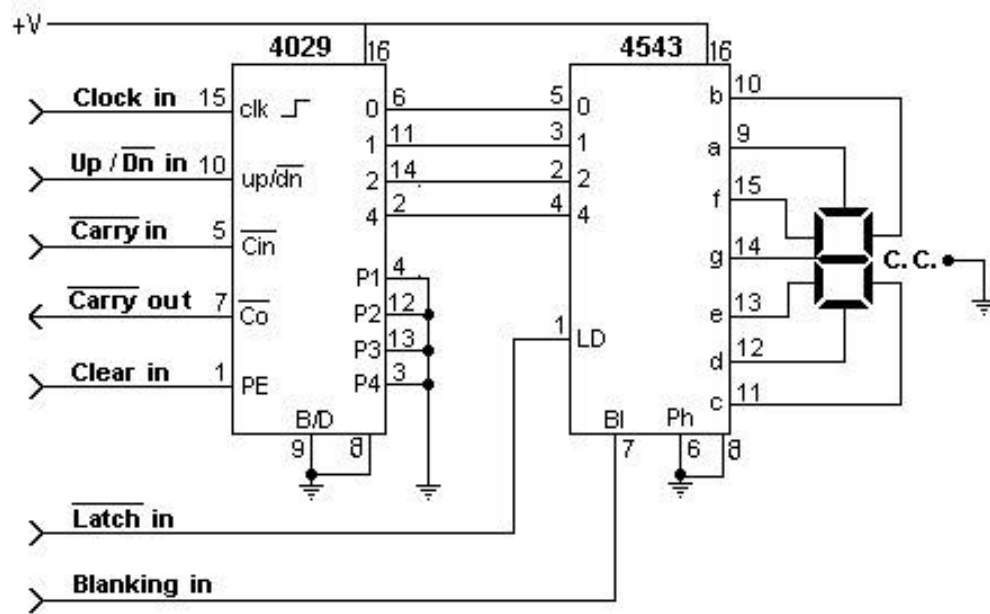 +V
4029
16
4543
16
Clock in 15 clk 0 6 5 0 b 10
1 11 3 1 a 9
Up / Dn in 10 up/dn 2 14 2 2 f 15
4 2 4 4
Carry in 5 Cin g 14 C.C.
P1 4
Carry out 7 Co P2 12 1 LD e 13
P3 13 d 12
Clear in 1 PE P4 3 c 11
B/D BI Ph
9 8 7 6 8
Latch in
Blanking in